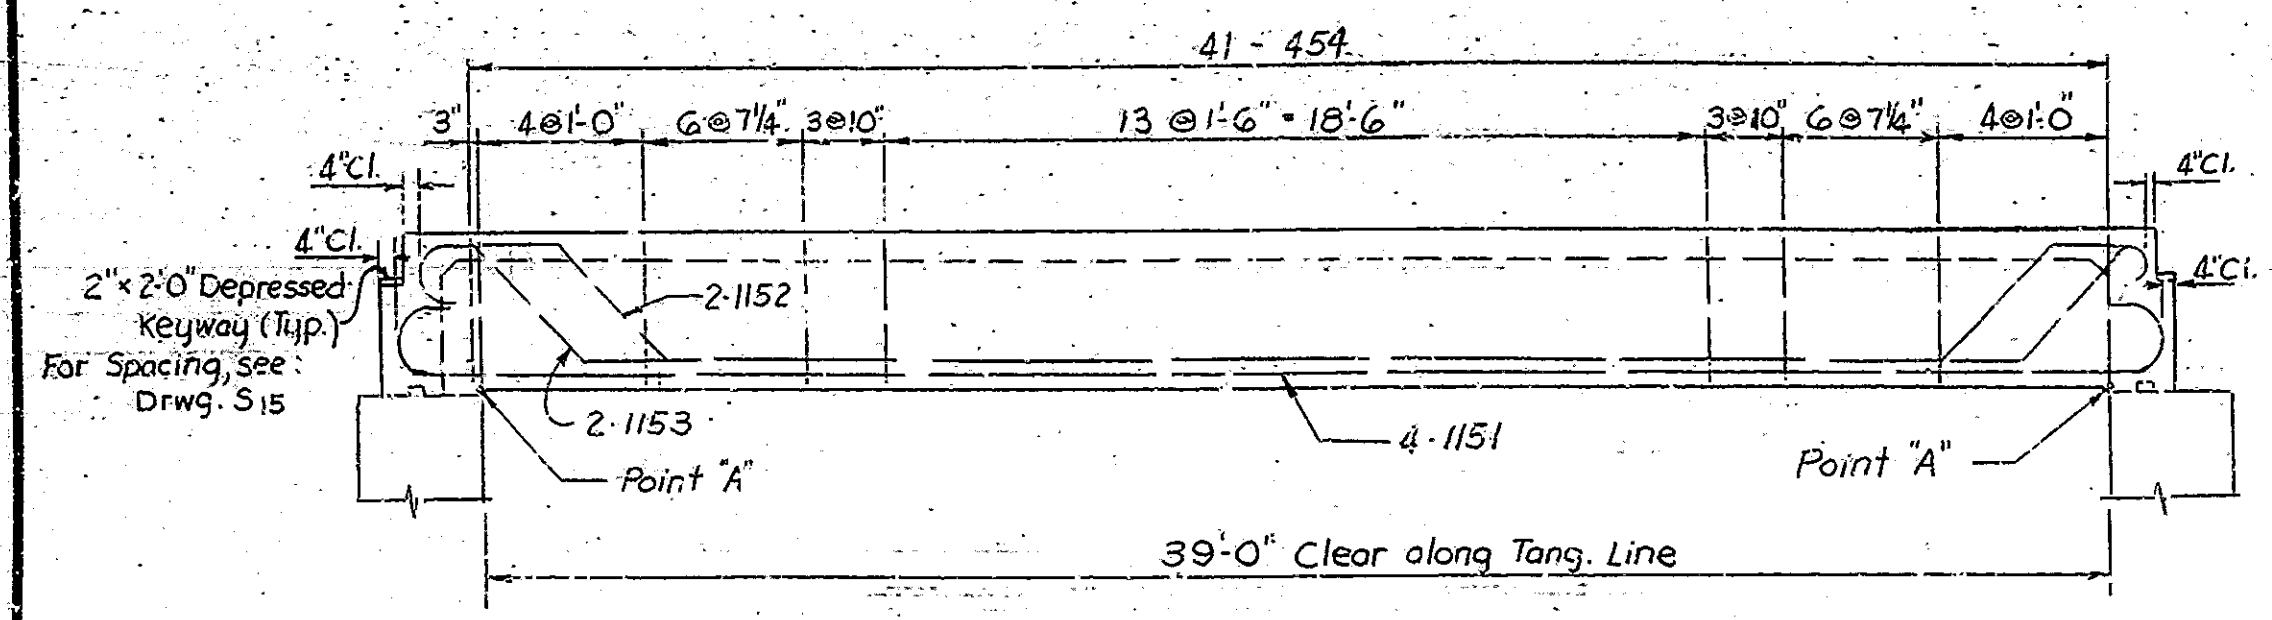 41 - 454
3" 4@1'-0" 6@7¼" 3@10" 13 @ 1'-6" = 18'-6" 3@10" 6@7¼" 4@1'-0"
4"Cl. 4"Cl.
4"Cl. 4"Cl.
2"x2'-0" Depressed
Keyway (Typ.)
For Spacing, see:
Drwg. S15
2-1152
2-1153
4-1151
Point "A" Point "A"
39'-0" Clear along Tang. Line